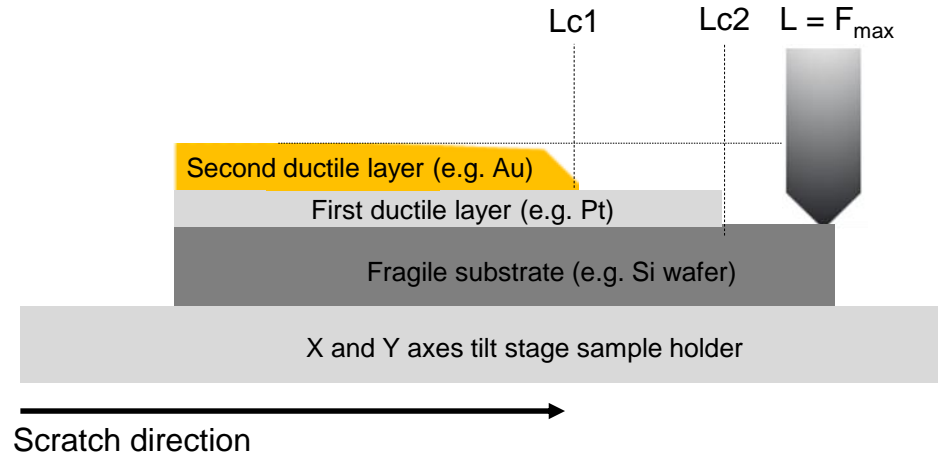 Lc1 Lc2 L = Fmax
Second ductile layer (e.g. Au)
First ductile layer (e.g. Pt)
Fragile substrate (e.g. Si wafer)
X and Y axes tilt stage sample holder
Scratch direction